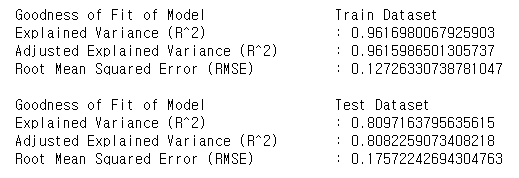 Goodness of Fit of Model Train Dataset
Explained Variance (R^2) : 0.9616980067925903
Adjusted Explained Variance (R^2) : 0.9615986501305737
Root Mean Squared Error (RMSE) : 0.12726330738781047
Goodness of Fit of Model Test Dataset
Explained Variance (R^2) : 0.8097163795635615
Adjusted Explained Variance (R^2) : 0.8082259073408218
Root Mean Squared Error (RMSE) : 0.17572242694304763